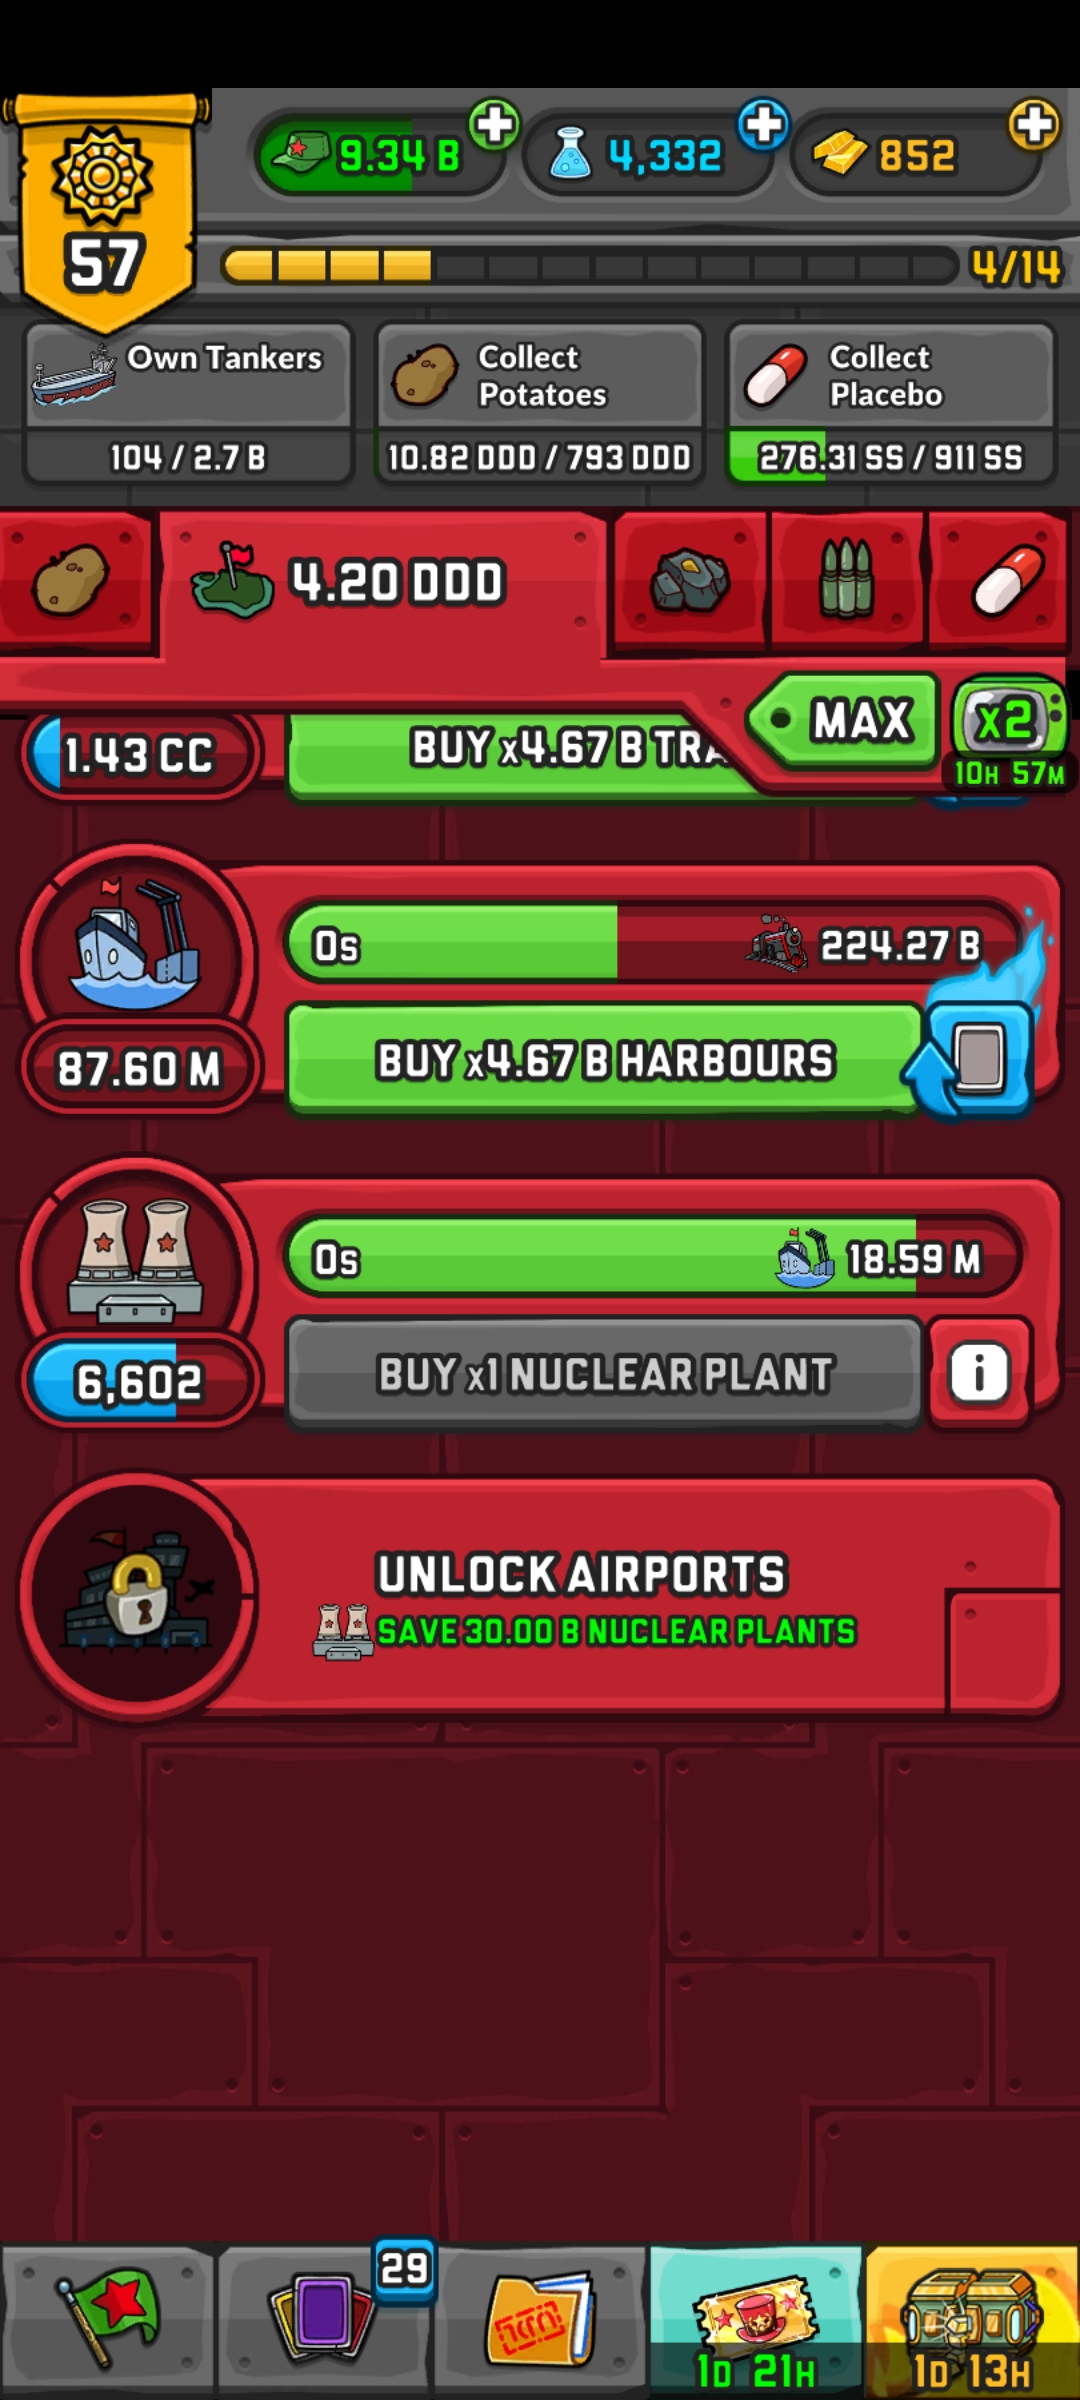 9.34 B
4,332
852
57
4/14
Own Tankers
104 / 2.7 B
Collect
Potatoes
10.82 DDD / 793 DDD
Collect
Placebo
276.31 SS / 911 SS
4.20 DDD
MAX
x2
10H 57M
1.43 CC
BUY x4.67 B TRA
0s
224.27 B
87.60 M
BUY x4.67 B HARBOURS
0s
18.59 M
6,602
BUY x1 NUCLEAR PLANT
i
UNLOCK AIRPORTS
SAVE 30.00 B NUCLEAR PLANTS
29
1D 21H
1D 13H